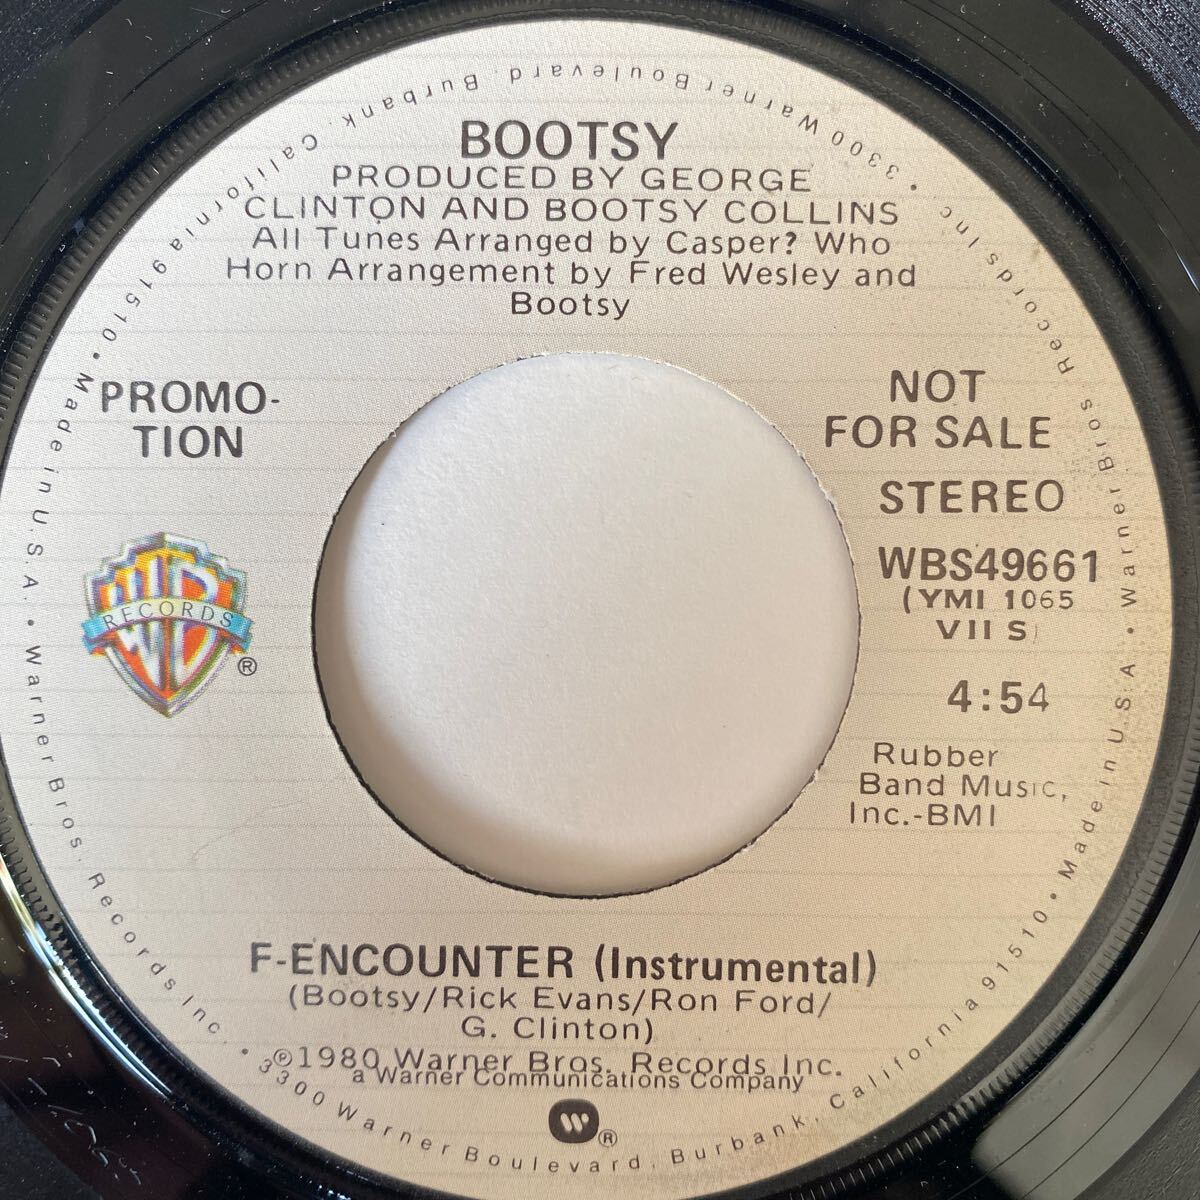 BOOTSY
PRODUCED BY GEORGE
CLINTON AND BOOTSY COLLINS
All Tunes Arranged by Casper? Who
Horn Arrangement by Fred Wesley and
Bootsy
PROMO-
TION
NOT
FOR SALE
STEREO
WBS49661
(YMI 1065
VII S)
4:54
Rubber
Band Music,
Inc.-BMI
WB
RECORDS
®
F-ENCOUNTER (Instrumental)
(Bootsy/Rick Evans/Ron Ford/
G. Clinton)
℗1980 Warner Bros. Records Inc.
a Warner Communications Company
®
Made in U.S.A. • Warner Bros. Records Inc. • 3300 Warner Boulevard, Burbank, California 91510 • Made in U.S.A. • Warner Bros. Records Inc. • 3300 Warner Boulevard, Burbank, California 91510 •